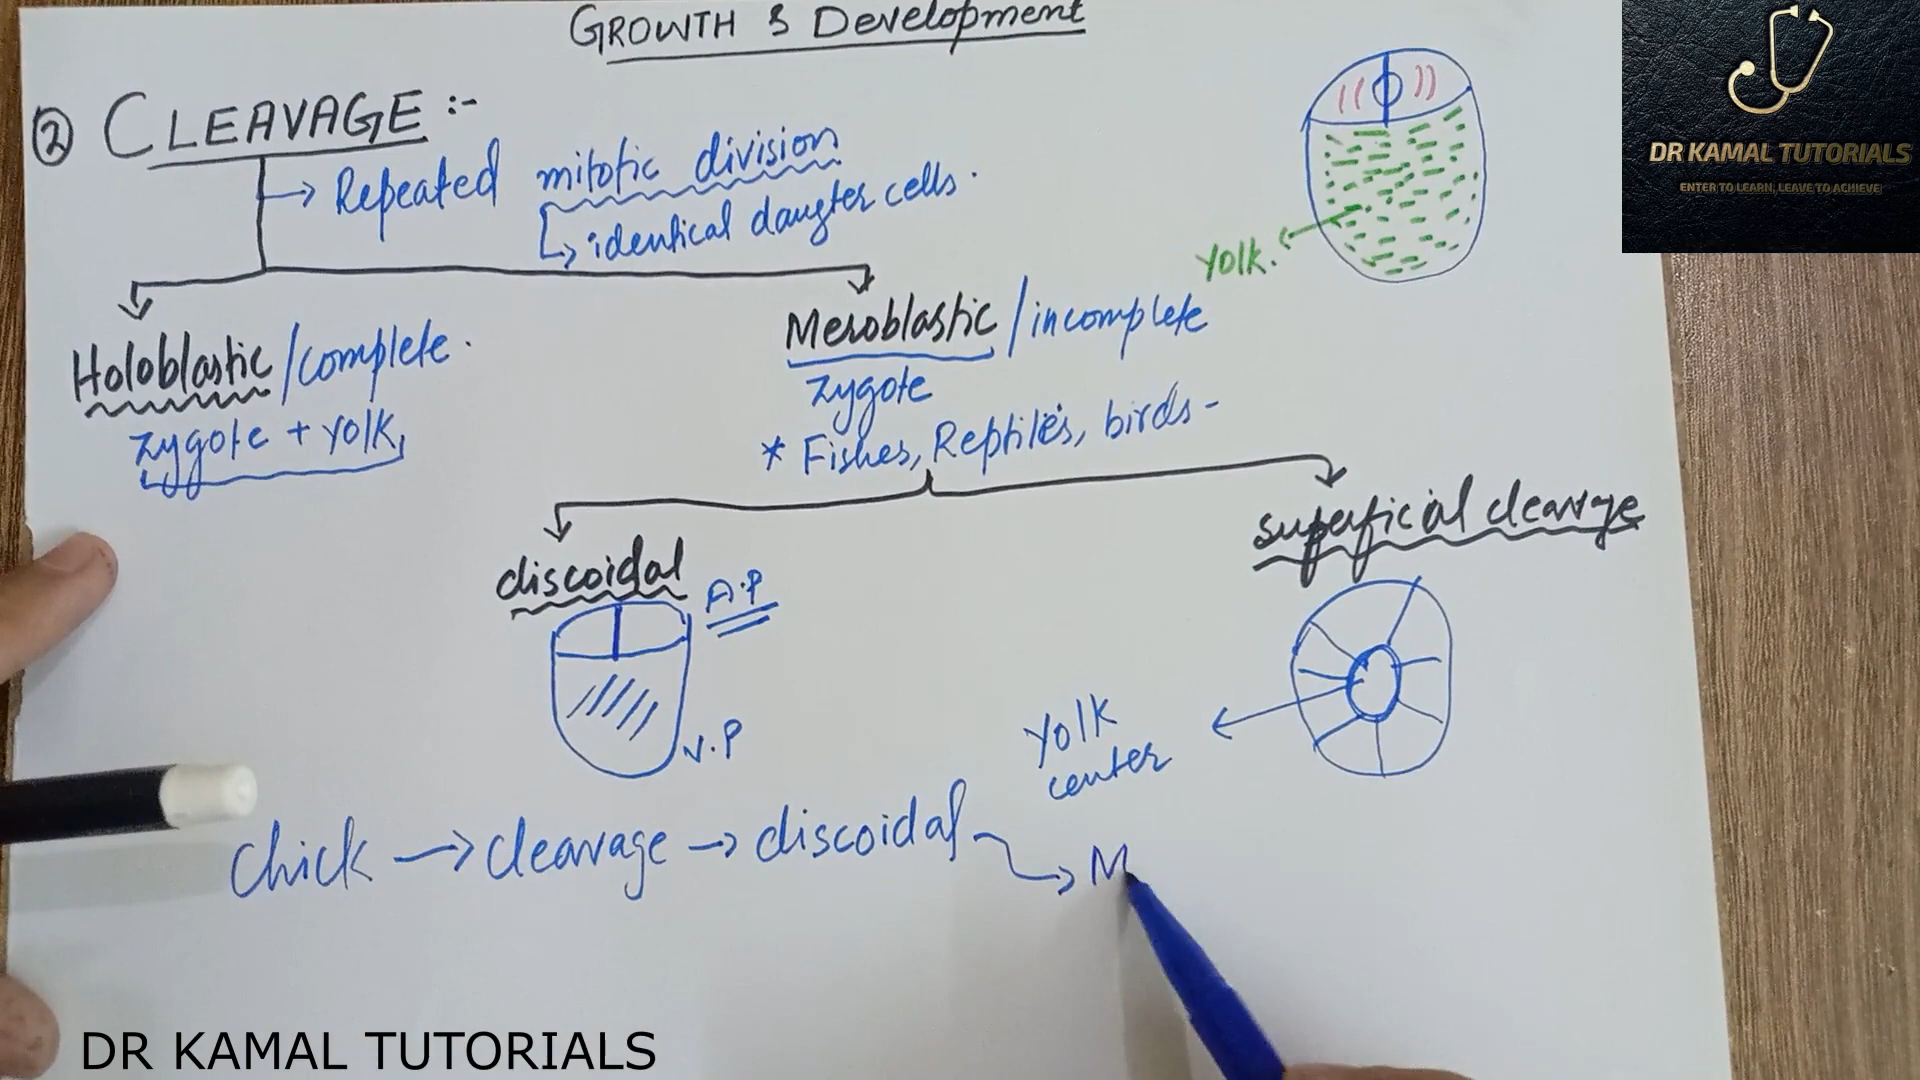 GROWTH & Development
② CLEAVAGE :-
→ Repeated mitotic division
↳ identical daugter cells.
Yolk.
Holoblastic / complete.
Zygote + Yolk,
Meroblastic / incomplete
Zygote
* Fishes, Reptiles, birds -
discoidal
A.P
V.P
superficial cleavage
Yolk
center
Chick → cleavage → discoidal
→ M
DR KAMAL TUTORIALS
ENTER TO LEARN, LEAVE TO ACHIEVE
DR KAMAL TUTORIALS